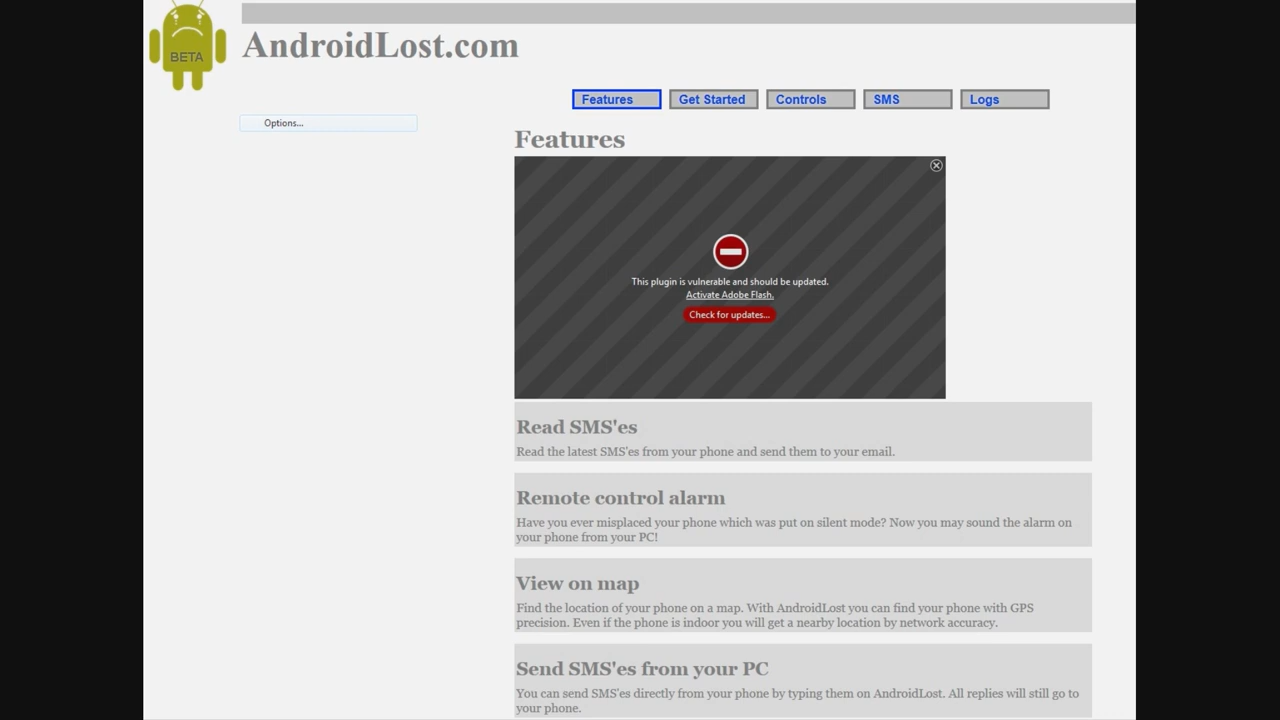 BETA
AndroidLost.com
Features
Get Started
Controls
SMS
Logs
Options...
Features
This plugin is vulnerable and should be updated.
Activate Adobe Flash.
Check for updates...
Read SMS'es
Read the latest SMS'es from your phone and send them to your email.
Remote control alarm
Have you ever misplaced your phone which was put on silent mode? Now you may sound the alarm on
your phone from your PC!
View on map
Find the location of your phone on a map. With AndroidLost you can find your phone with GPS
precision. Even if the phone is indoor you will get a nearby location by network accuracy.
Send SMS'es from your PC
You can send SMS'es directly from your phone by typing them on AndroidLost. All replies will still go to
your phone.